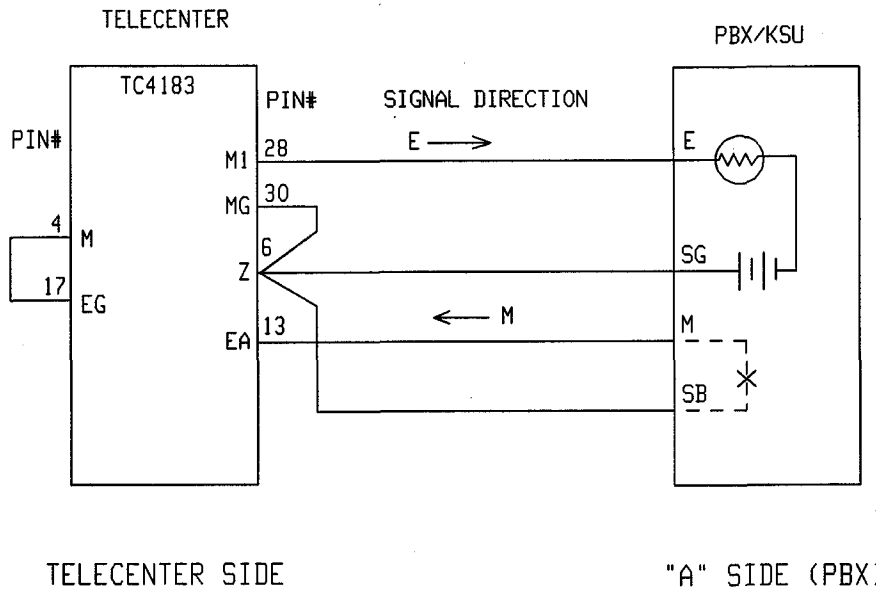 TELECENTER
PBX/KSU
TC4183
PIN#
SIGNAL DIRECTION
PIN#
E
E
M1
28
MG
30
4
M
6
Z
SG
17
EG
M
M
EA
13
SB
TELECENTER SIDE
"A" SIDE (PBX)